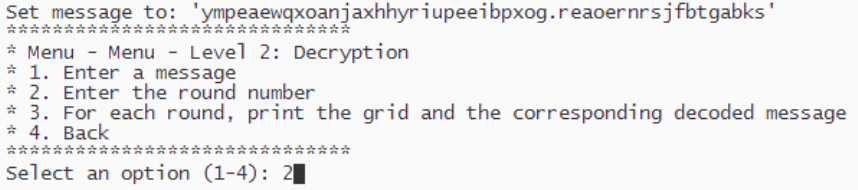 Set message to: 'ympeaewqxoanjaxhhyriupeeibpxog.reaoernrsjfbtgabks'
******************************
* Menu - Menu - Level 2: Decryption
* 1. Enter a message
* 2. Enter the round number
* 3. For each round, print the grid and the corresponding decoded message
* 4. Back
******************************
Select an option (1-4): 2